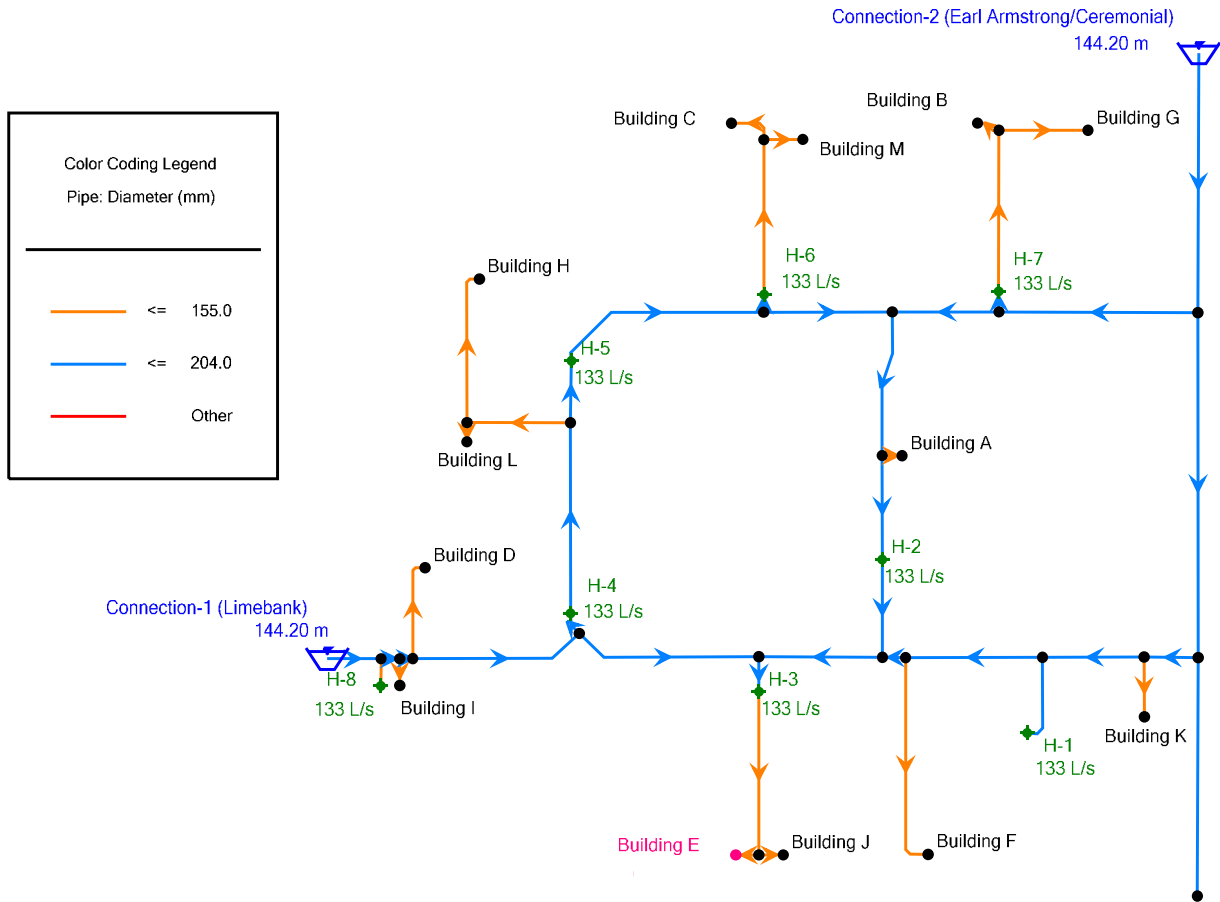 Connection-2 (Earl Armstrong/Ceremonial)
144.20 m
Building C
Building M
Building B
Building G
Color Coding Legend
Pipe: Diameter (mm)
<= 155.0
<= 204.0
Other
H-6
133 L/s
H-7
133 L/s
Building H
H-5
133 L/s
Building L
Building A
H-2
133 L/s
Building D
H-4
133 L/s
Connection-1 (Limebank)
144.20 m
H-8
133 L/s
Building I
H-3
133 L/s
H-1
133 L/s
Building K
Building E
Building J
Building F